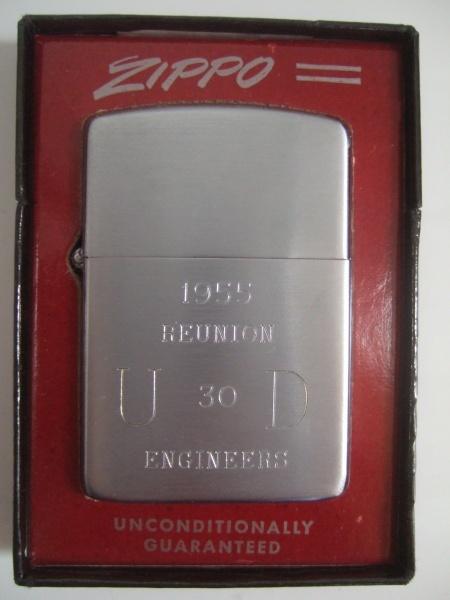 ZIPPO
1955
REUNION
U 30 D
ENGINEERS
UNCONDITIONALLY
GUARANTEED